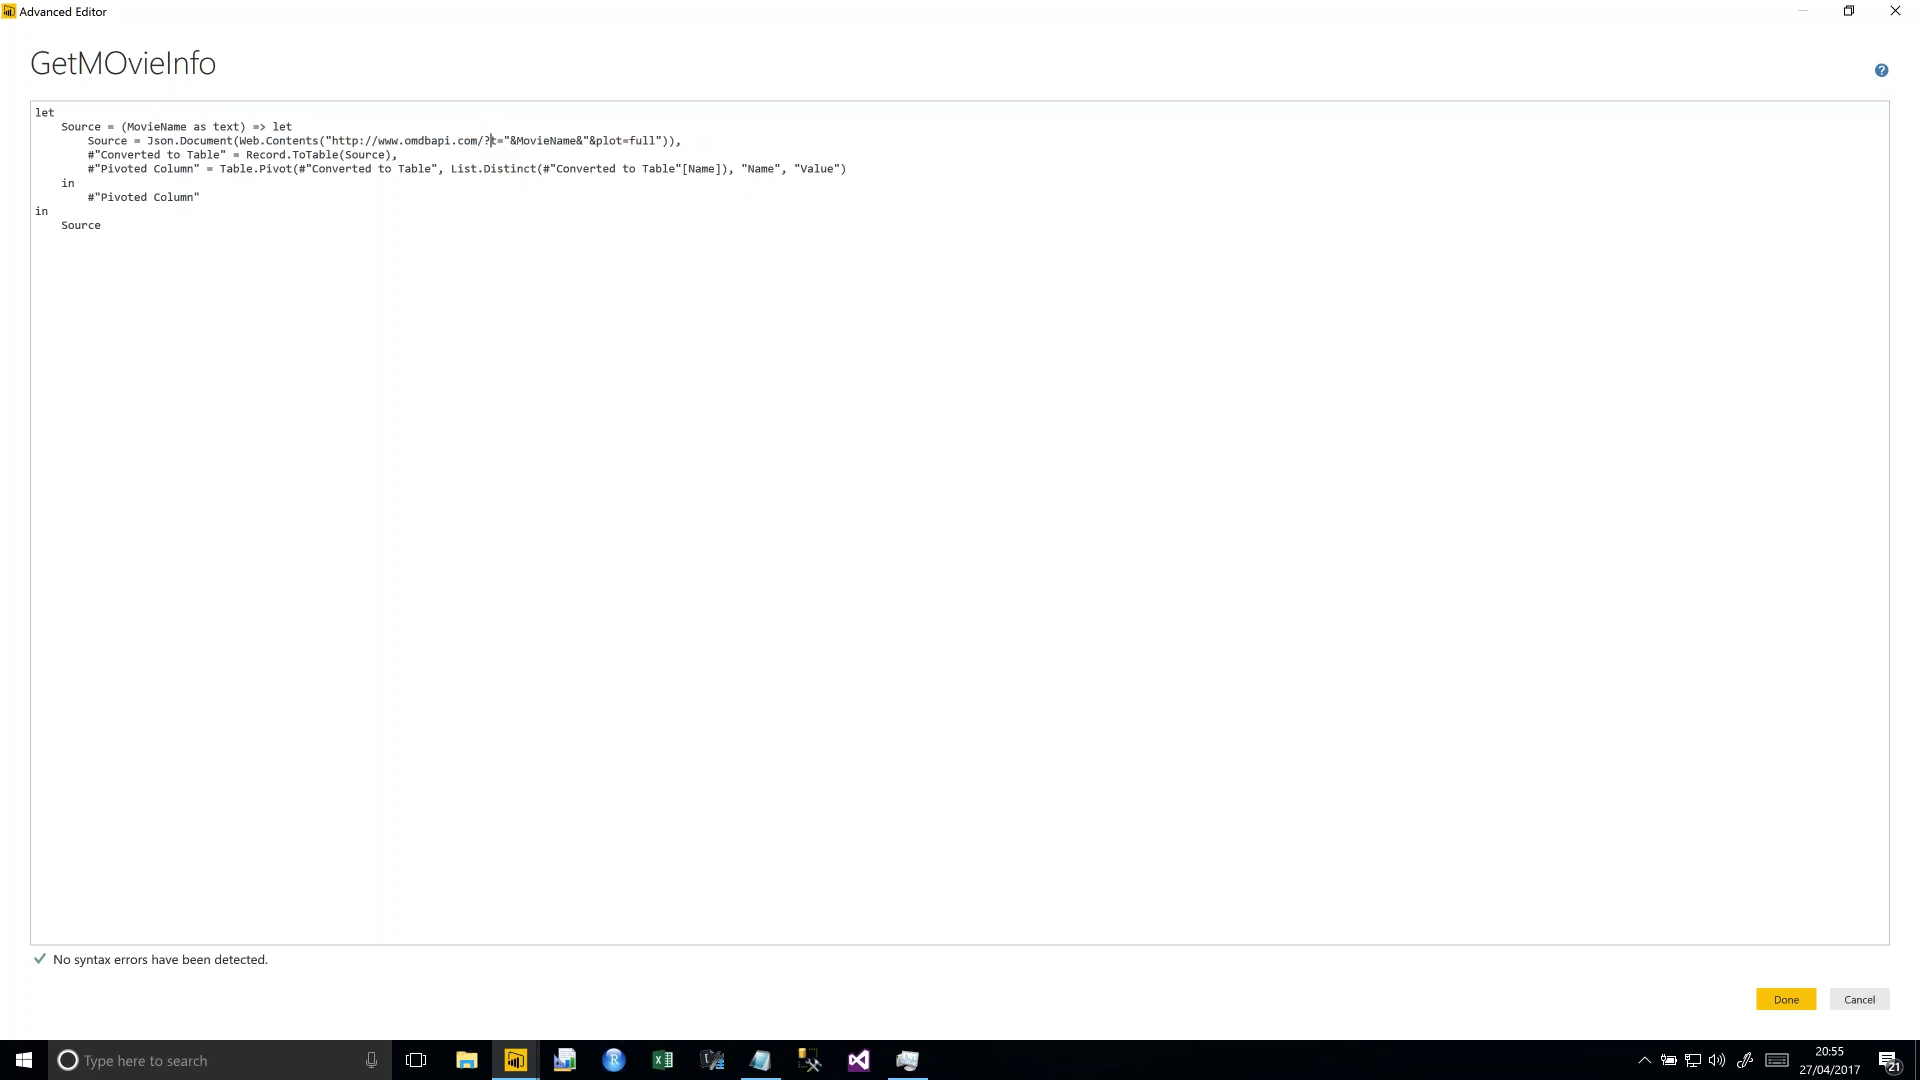 Advanced Editor
GetMOvieInfo
let
Source = (MovieName as text) => let
Source = Json.Document(Web.Contents("http://www.omdbapi.com/?t="&MovieName&"&plot=full")),
#"Converted to Table" = Record.ToTable(Source),
#"Pivoted Column" = Table.Pivot(#"Converted to Table", List.Distinct(#"Converted to Table"[Name]), "Name", "Value")
in
#"Pivoted Column"
in
Source
No syntax errors have been detected.
Done Cancel
Type here to search
20:55
27/04/2017
21